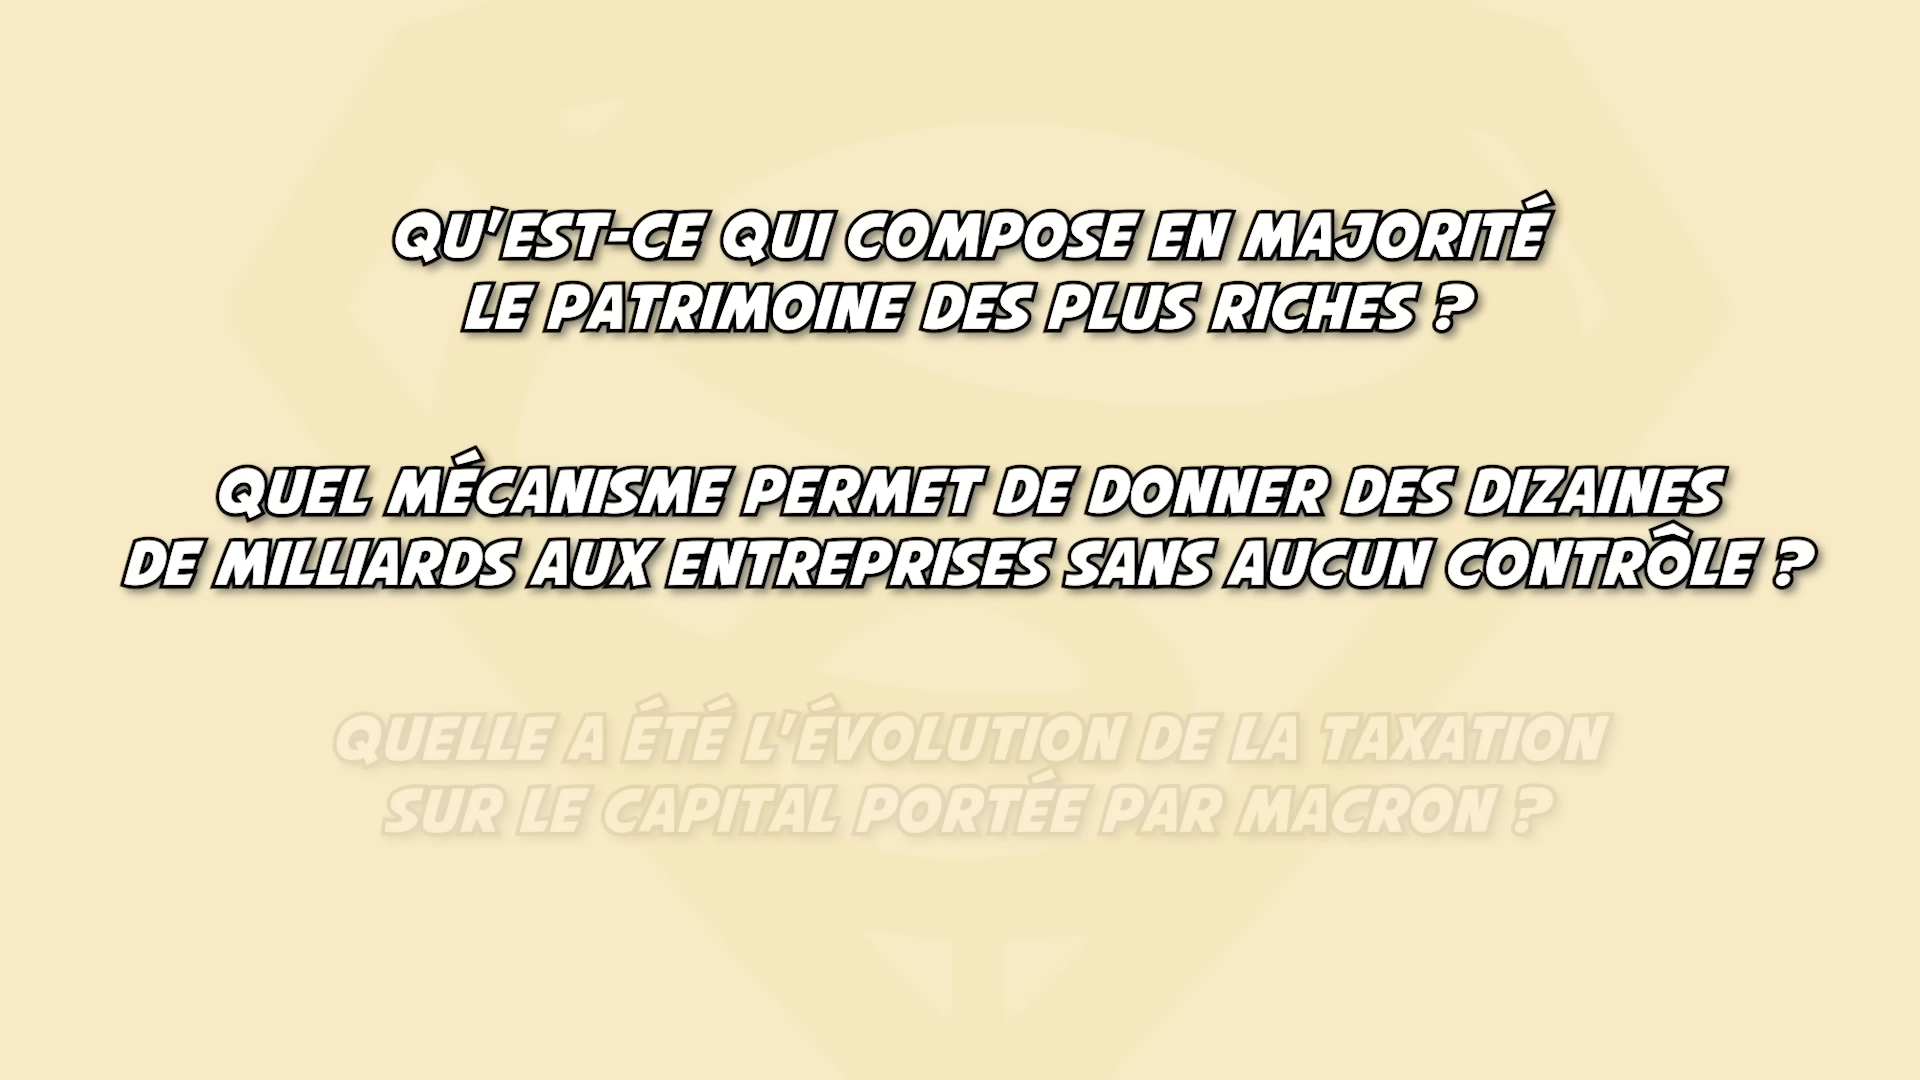 QU'EST-CE QUI COMPOSE EN MAJORITÉ
LE PATRIMOINE DES PLUS RICHES ?
QUEL MÉCANISME PERMET DE DONNER DES DIZAINES
DE MILLIARDS AUX ENTREPRISES SANS AUCUN CONTRÔLE ?
QUELLE A ÉTÉ L'ÉVOLUTION DE LA TAXATION
SUR LE CAPITAL PORTÉE PAR MACRON ?